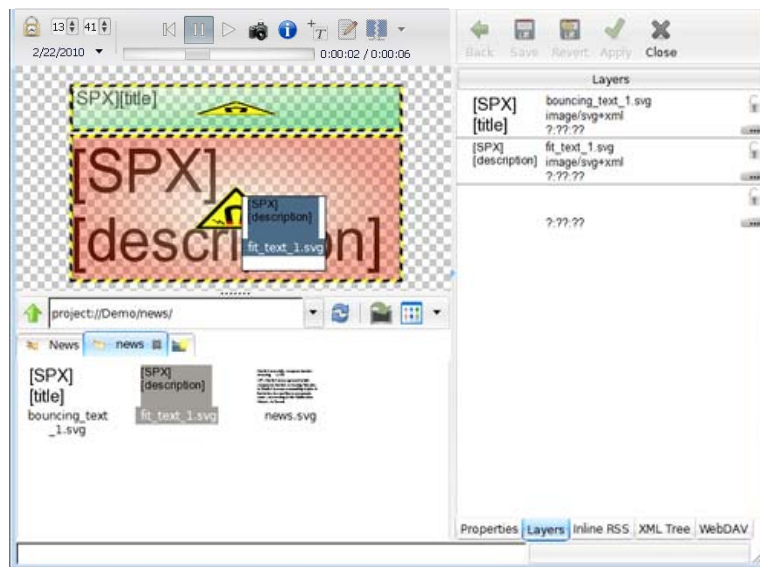 13 41
2/22/2010
0:00:02 / 0:00:06
Back Save Revert Apply Close
[SPX][title]
[SPX]
[description]
[SPX]
[description]
fit_text_1.svg
Layers
[SPX]
[title]
bouncing_text_1.svg
image/svg+xml
?:??:??
[SPX]
[description]
fit_text_1.svg
image/svg+xml
?:??:??
?:??:??
project://Demo/news/
News news
[SPX]
[title]
bouncing_text
_1.svg
[SPX]
[description]
fit_text_1.svg
news.svg
Properties Layers Inline RSS XML Tree WebDAV